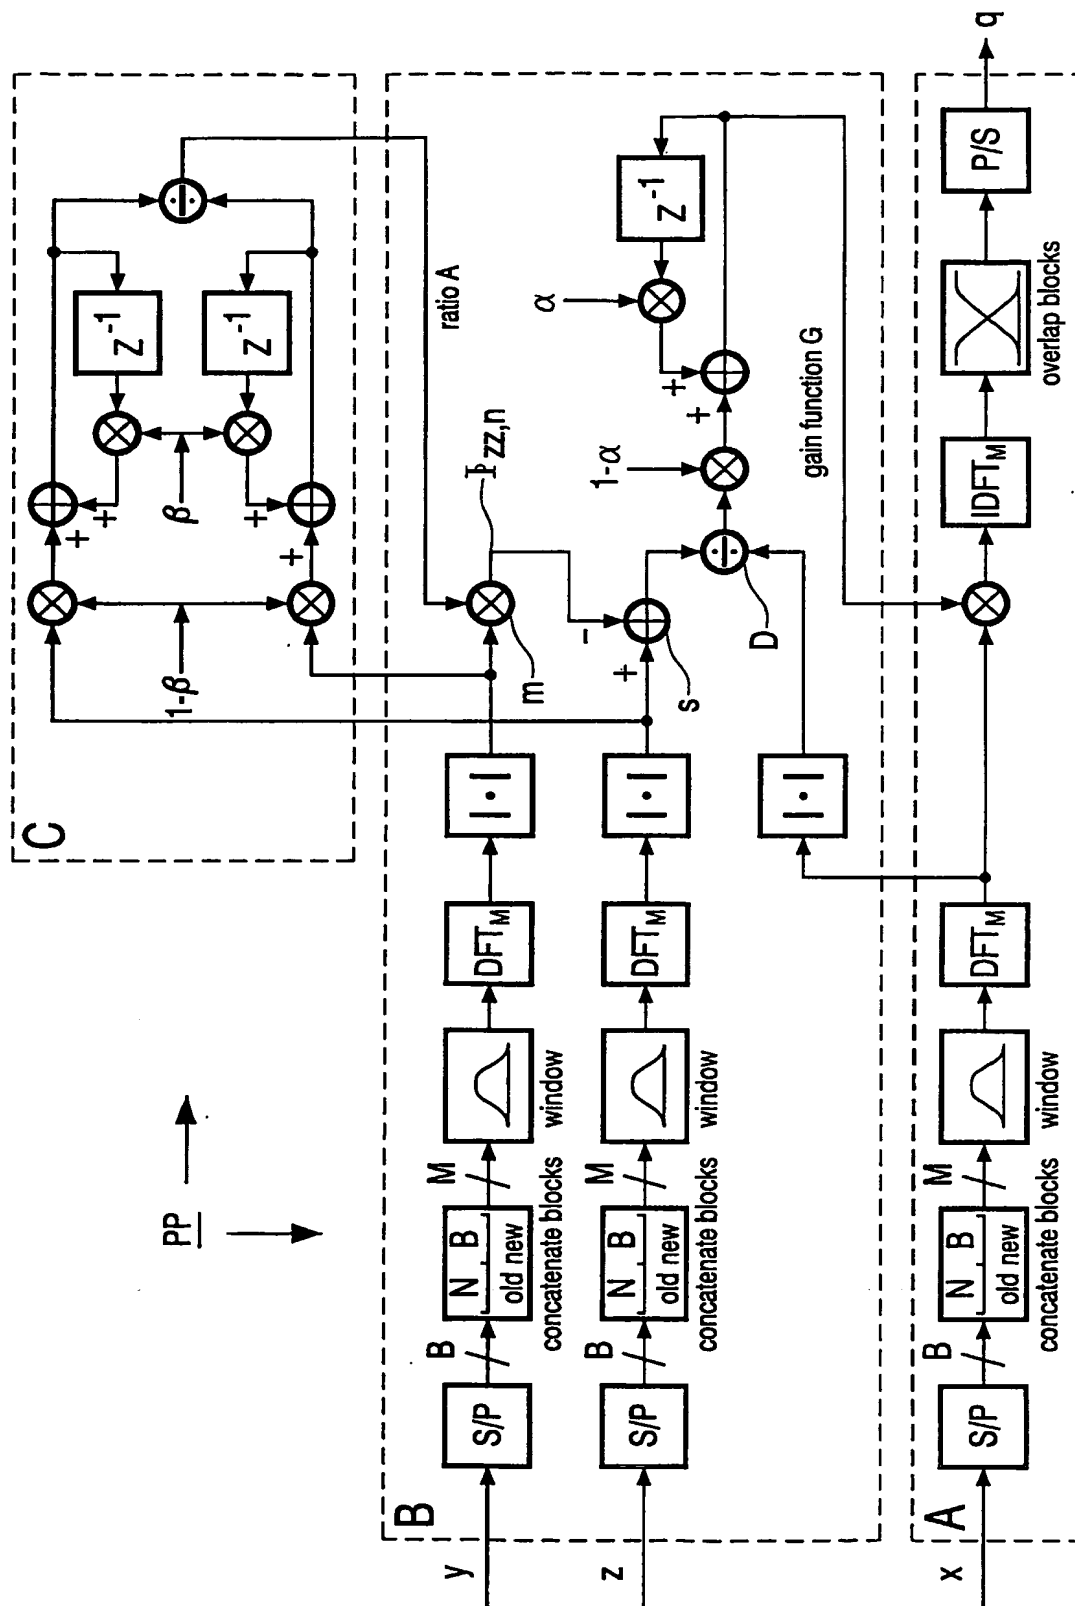 PP
C
1-β
β
+
+
+
+
z⁻¹
z⁻¹
÷
ratio A
B
y
S/P
B
N B
old new
concatenate blocks
M
window
DFT_M
|·|
m
Φ_zz,n
z
S/P
B
N B
old new
concatenate blocks
M
window
DFT_M
|·|
+
-
s
|·|
D
÷
1-α
+
+
α
z⁻¹
gain function G
A
x
S/P
B
N B
old new
concatenate blocks
M
window
DFT_M
IDFT_M
overlap blocks
P/S
q